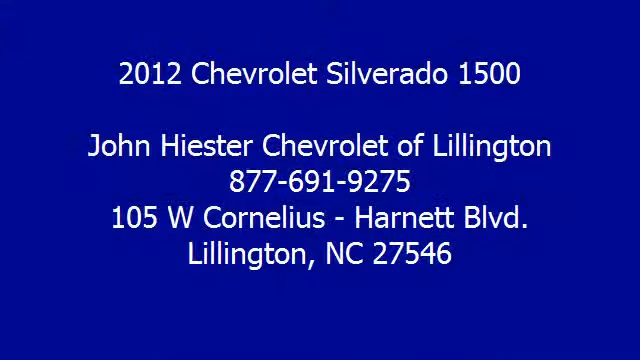 2012 Chevrolet Silverado 1500
John Hiester Chevrolet of Lillington
877-691-9275
105 W Cornelius - Harnett Blvd.
Lillington, NC 27546